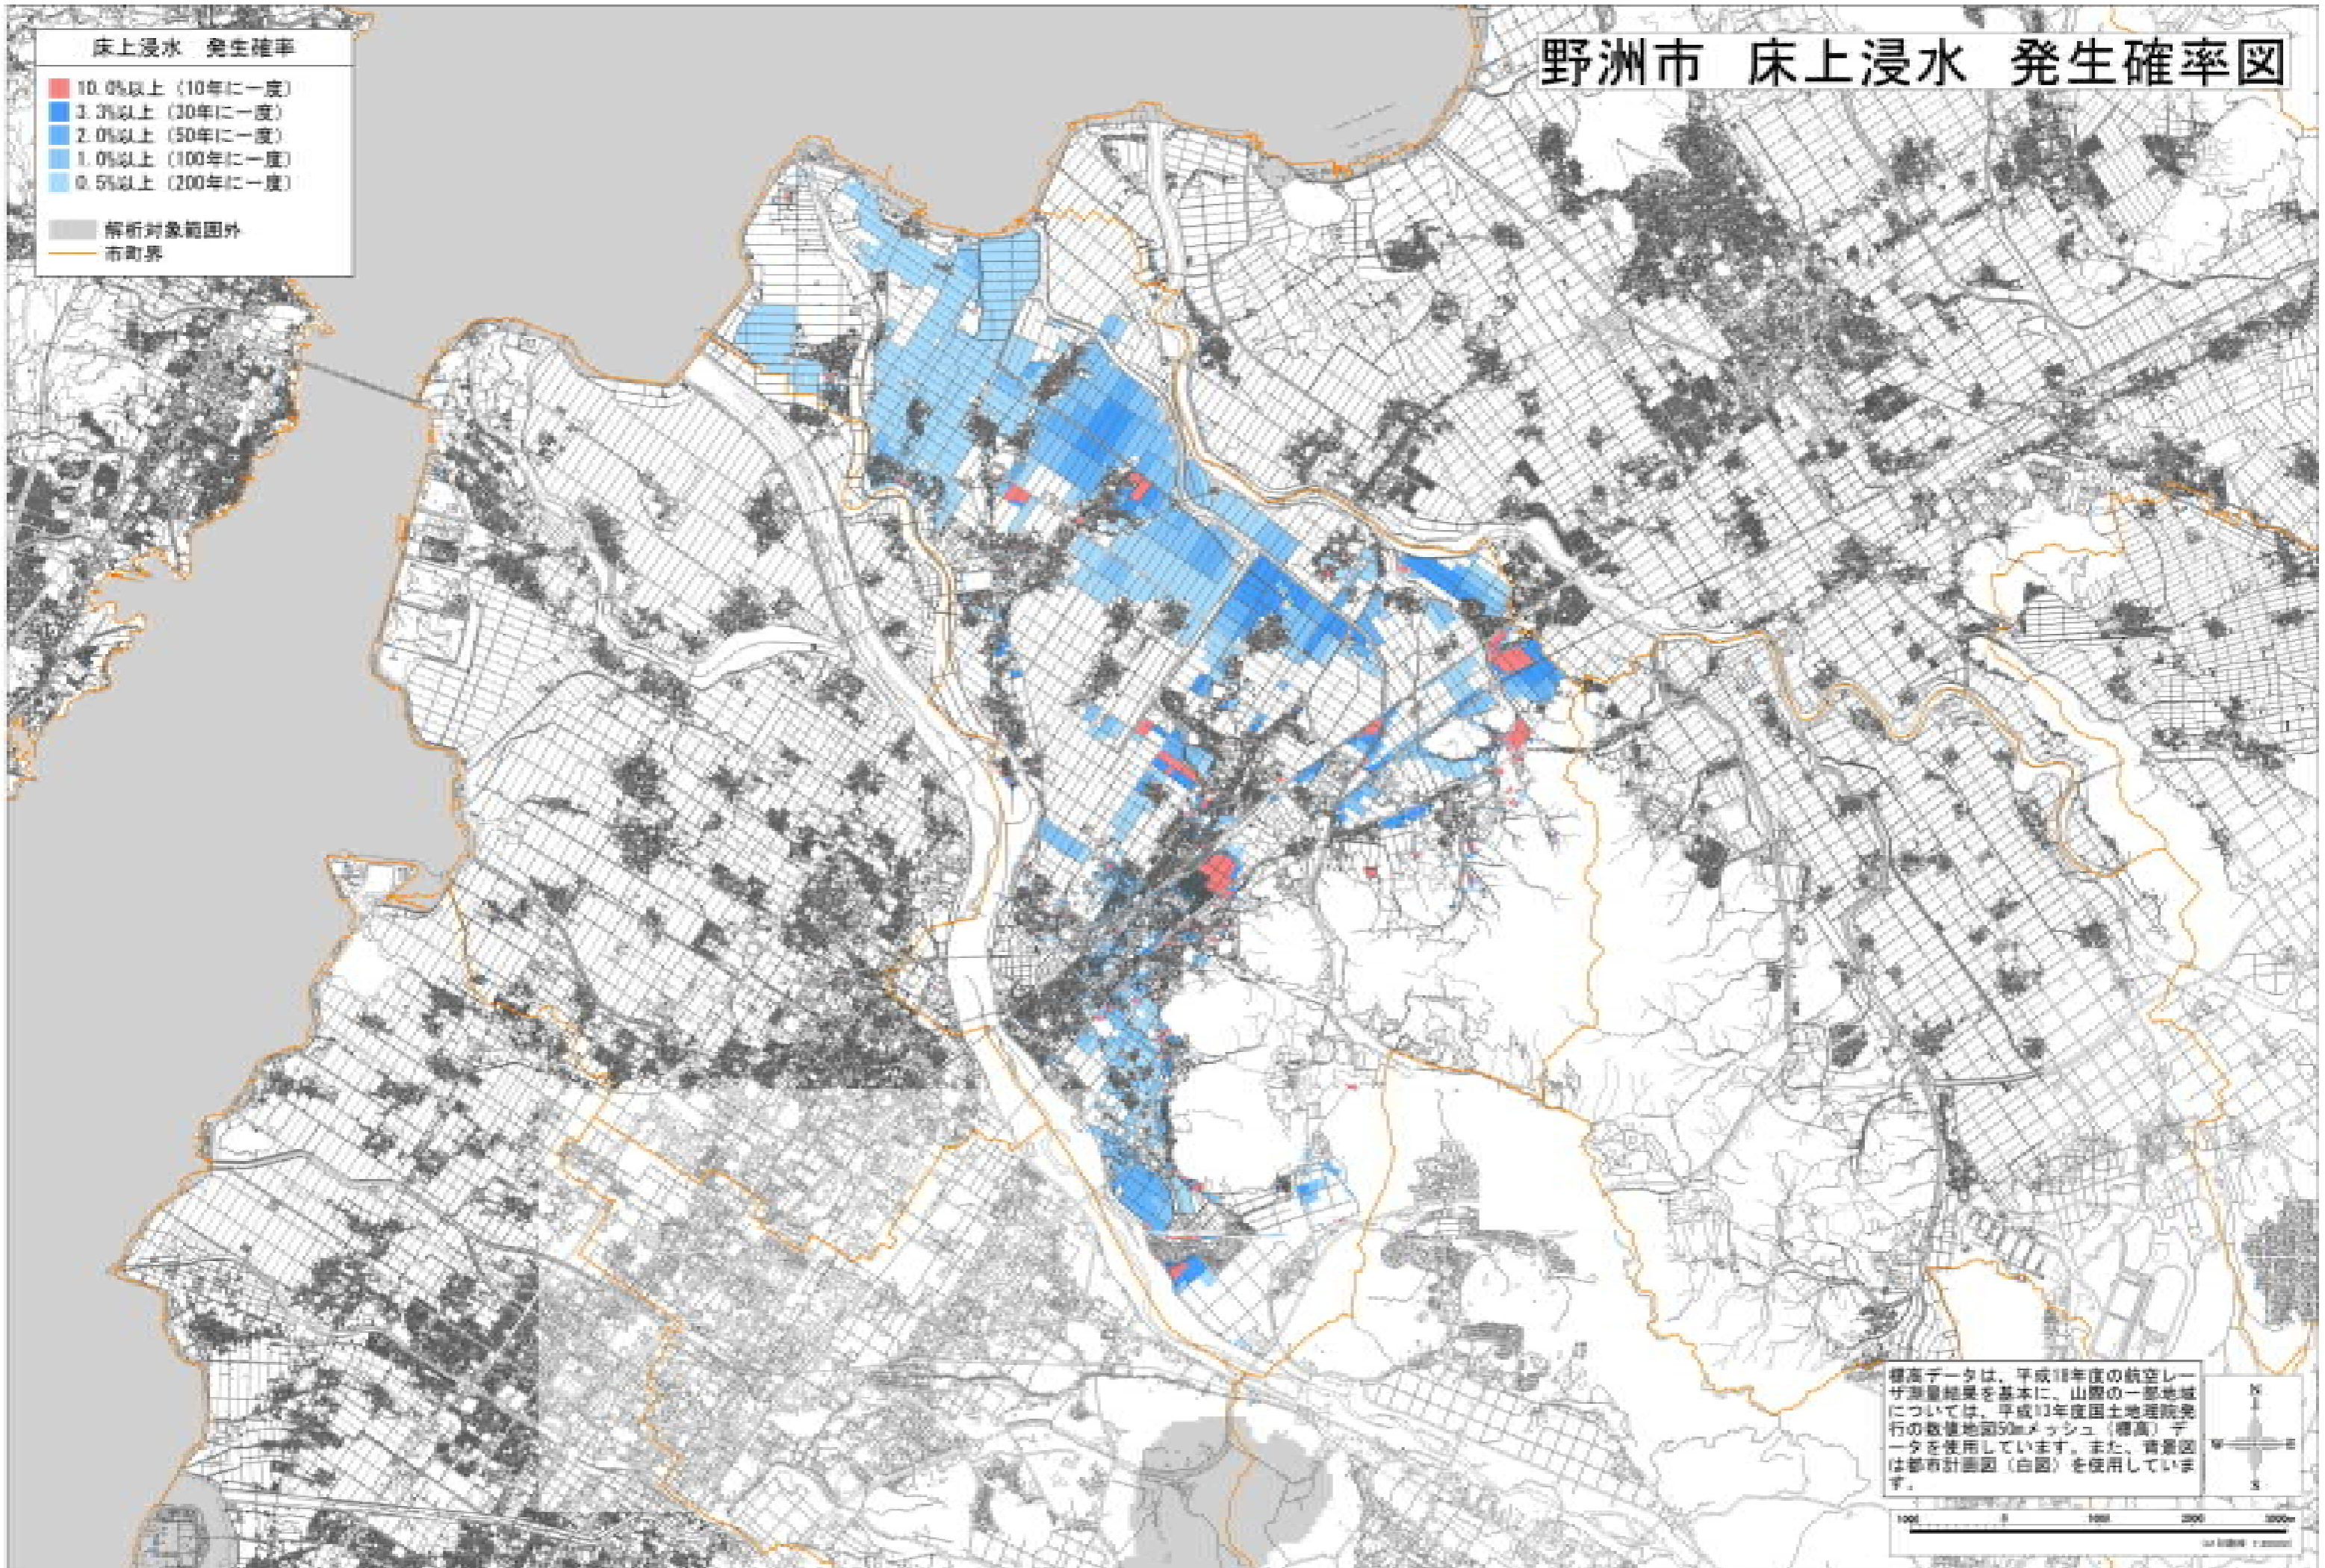 野洲市 床上浸水 発生確率図
床上浸水 発生確率
10.0%以上（10年に一度）
3.3%以上（30年に一度）
2.0%以上（50年に一度）
1.0%以上（100年に一度）
0.5%以上（200年に一度）
解析対象範囲外
市町界
標高データは、平成18年度の航空レー
ザ測量結果を基本に、山間の一部地域
については、平成13年度国土地理院発
行の数値地図50mメッシュ（標高）デ
ータを使用しています。また、背景図
は都市計画図（白図）を使用していま
す。
N
W E
S
1000 0 1000 2000 3000m